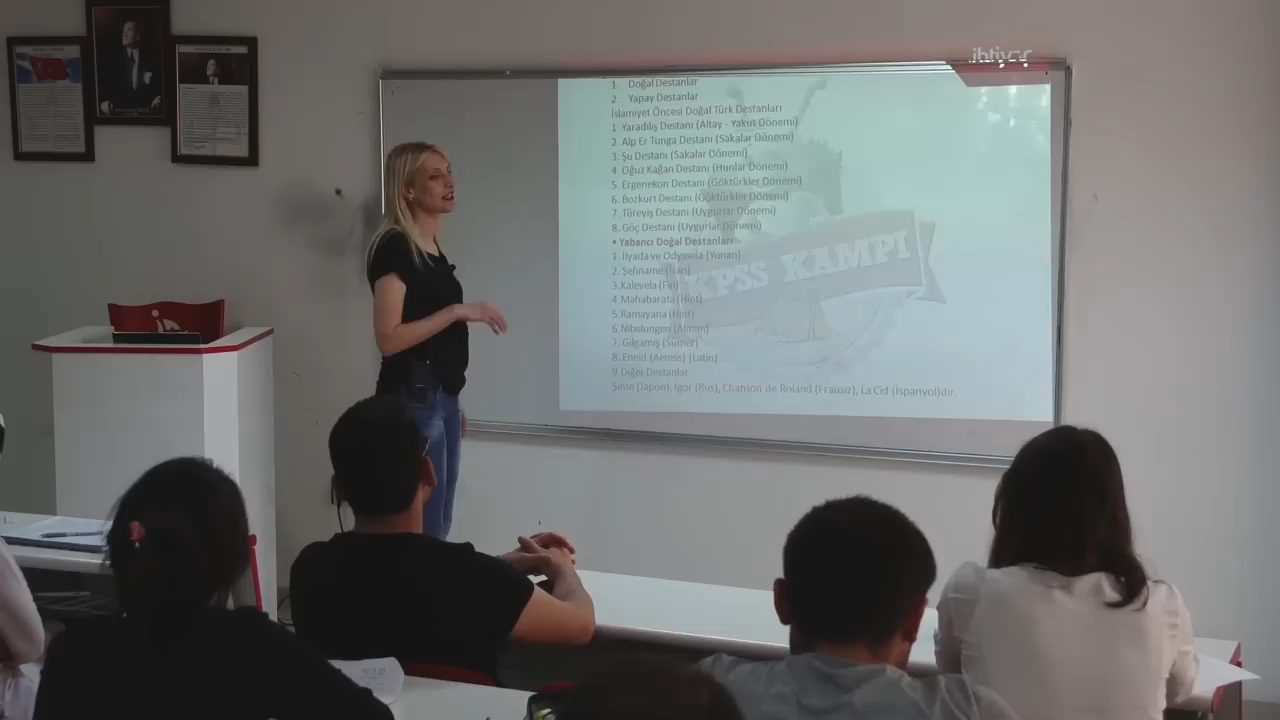 ihtiyaç
1. Doğal Destanlar
2 Yapay Destanlar
İslamiyet Öncesi Doğal Türk Destanları
1 Yaradılış Destanı (Altay - Yakut Dönemi)
2. Alp Er Tunga Destanı (Sakalar Dönemi)
3. Şu Destanı (Sakalar Dönemi)
4 Oğuz Kağan Destanı (Hunlar Dönemi)
5. Ergenekon Destanı (Göktürkler Dönemi)
6. Bozkurt Destanı (Göktürkler Dönemi)
7. Türeyiş Destanı (Uygurlar Dönemi)
8. Göç Destanı (Uygurlar Dönemi)
• Yabancı Doğal Destanları
1. İlyada ve Odysseia (Yunan)
2. Şehname (İran)
3.Kalevela (Fin)
4.Mahabarata (Hint)
5.Ramayana (Hint)
6.Nibelungen (Alman)
7. Gılgamış (Sümer)
8. Eneid (Aeneis) (Latin)
9.Diğer Destanlar
Şinto (Japon), İgor (Rus), Chanson de Roland (Fransız), La Cid (İspanyol)dır.
KPSS KAMPI